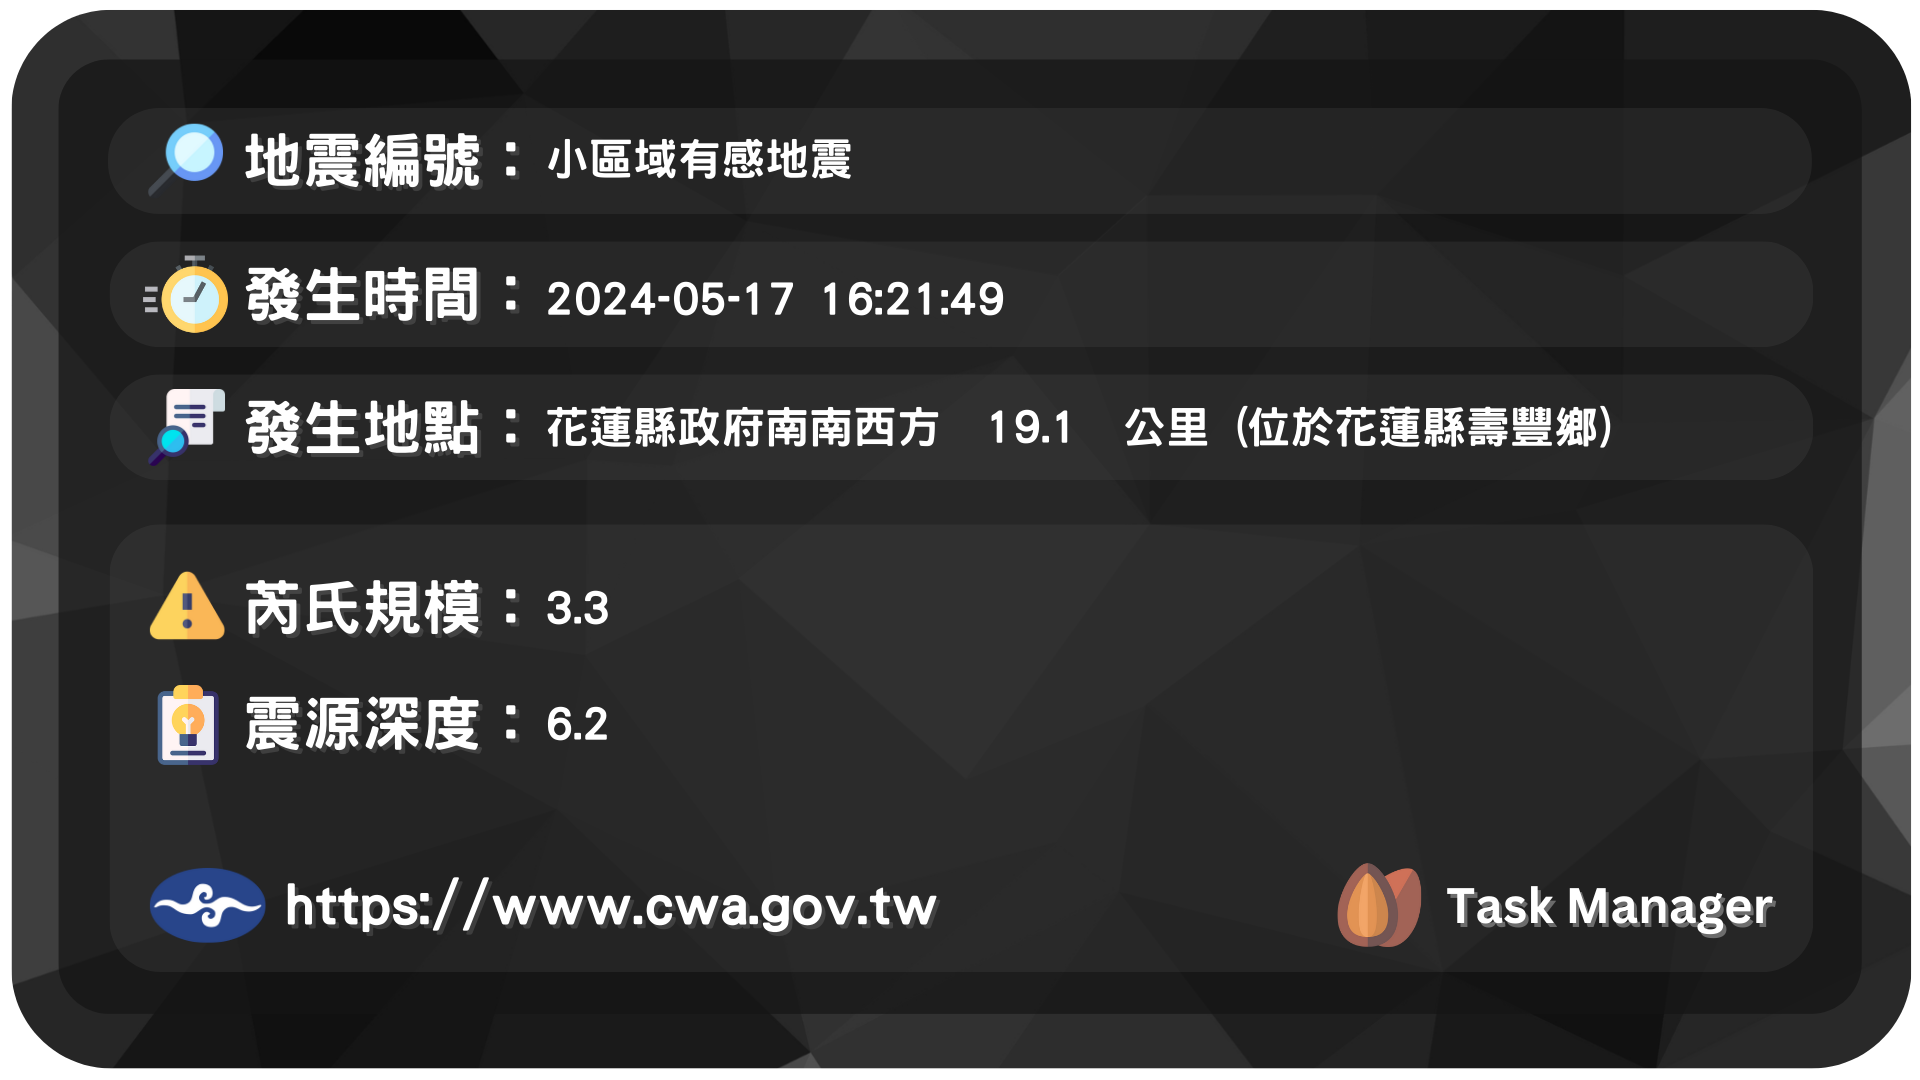 地震編號：小區域有感地震
發生時間：2024-05-17 16:21:49
發生地點：花蓮縣政府南南西方 19.1 公里 (位於花蓮縣壽豐鄉)
芮氏規模：3.3
震源深度：6.2
https://www.cwa.gov.tw
Task Manager